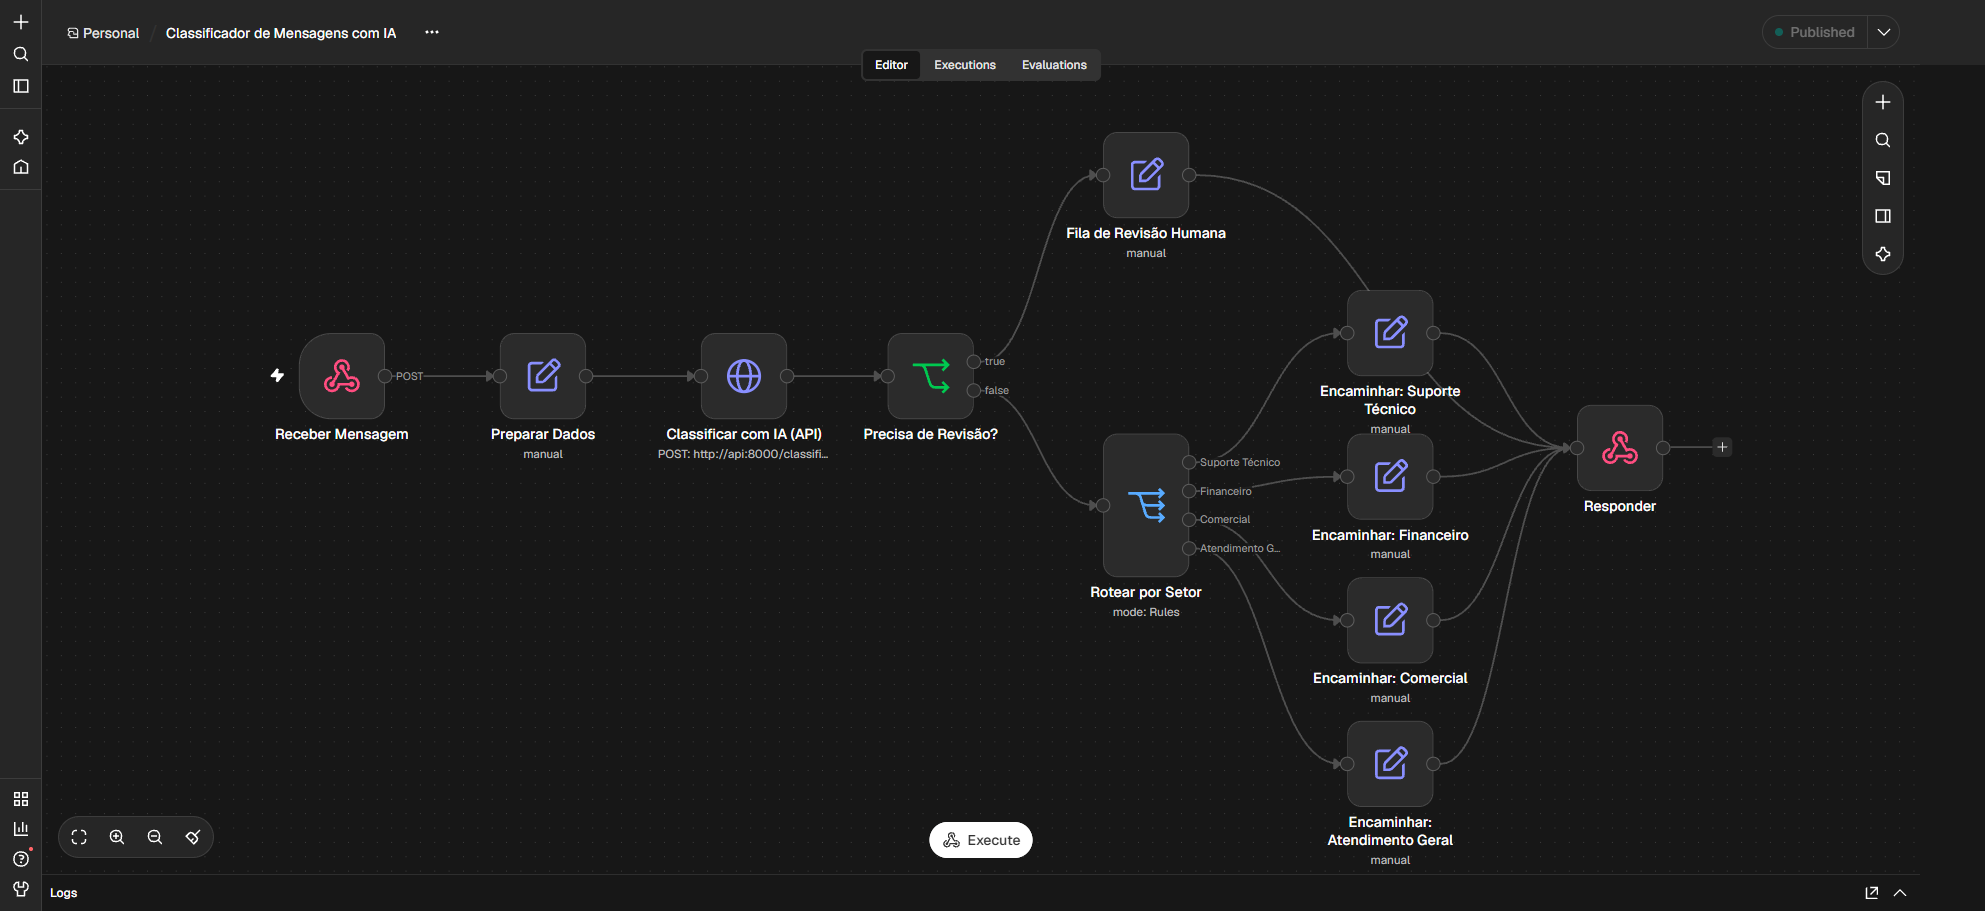 Personal / Classificador de Mensagens com IA ...
Published
Editor Executions Evaluations
Fila de Revisão Humana
manual
POST
Receber Mensagem
Preparar Dados
manual
Classificar com IA (API)
POST: http://api:8000/classifi...
true
false
Precisa de Revisão?
Suporte Técnico
Financeiro
Comercial
Atendimento G...
Rotear por Setor
mode: Rules
Encaminhar: Suporte
Técnico
manual
Encaminhar: Financeiro
manual
Encaminhar: Comercial
manual
Encaminhar:
Atendimento Geral
manual
Responder
Execute
Logs